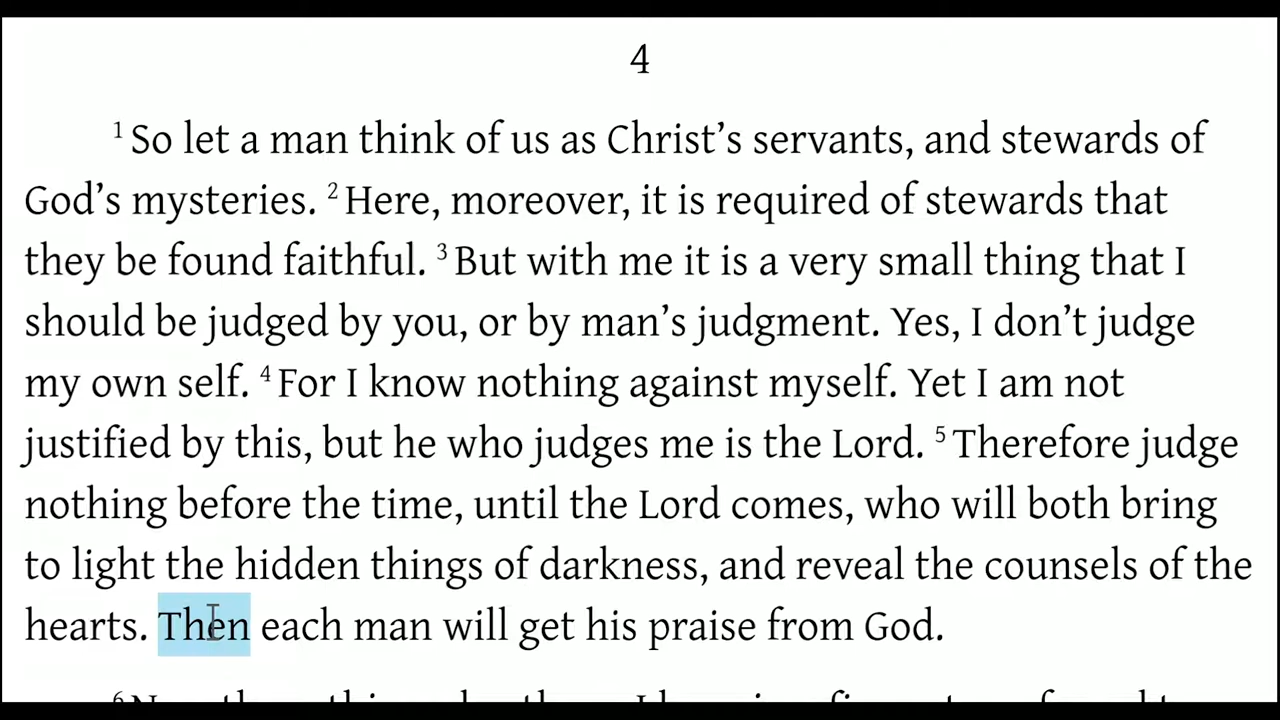 4
1 So let a man think of us as Christ’s servants, and stewards of
God’s mysteries. 2 Here, moreover, it is required of stewards that
they be found faithful. 3 But with me it is a very small thing that I
should be judged by you, or by man’s judgment. Yes, I don’t judge
my own self. 4 For I know nothing against myself. Yet I am not
justified by this, but he who judges me is the Lord. 5 Therefore judge
nothing before the time, until the Lord comes, who will both bring
to light the hidden things of darkness, and reveal the counsels of the
hearts. Then each man will get his praise from God.